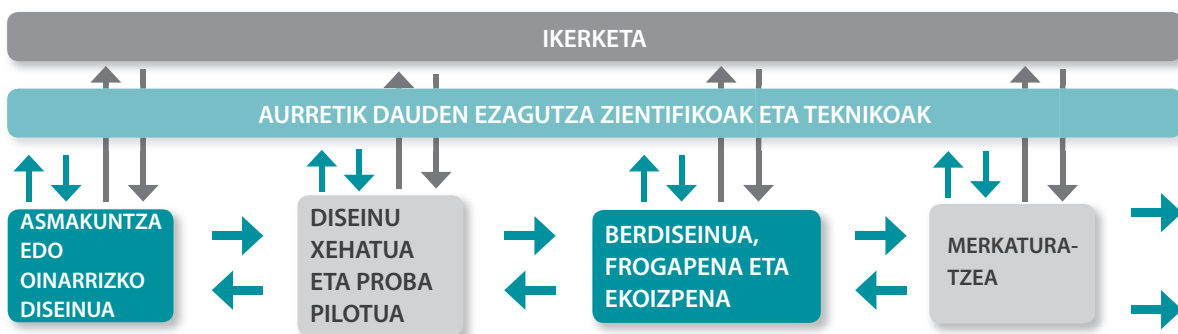 IKERKETA
AURRETIK DAUDEN EZAGUTZA ZIENTIFIKOAK ETA TEKNIKOAK
ASMAKUNTZA
EDO
OINARRIZKO
DISEINUA
DISEINU
XEHATUA
ETA PROBA
PILOTUA
BERDISEINUA,
FROGAPENA ETA
EKOIZPENA
MERKATURA-
TZEA